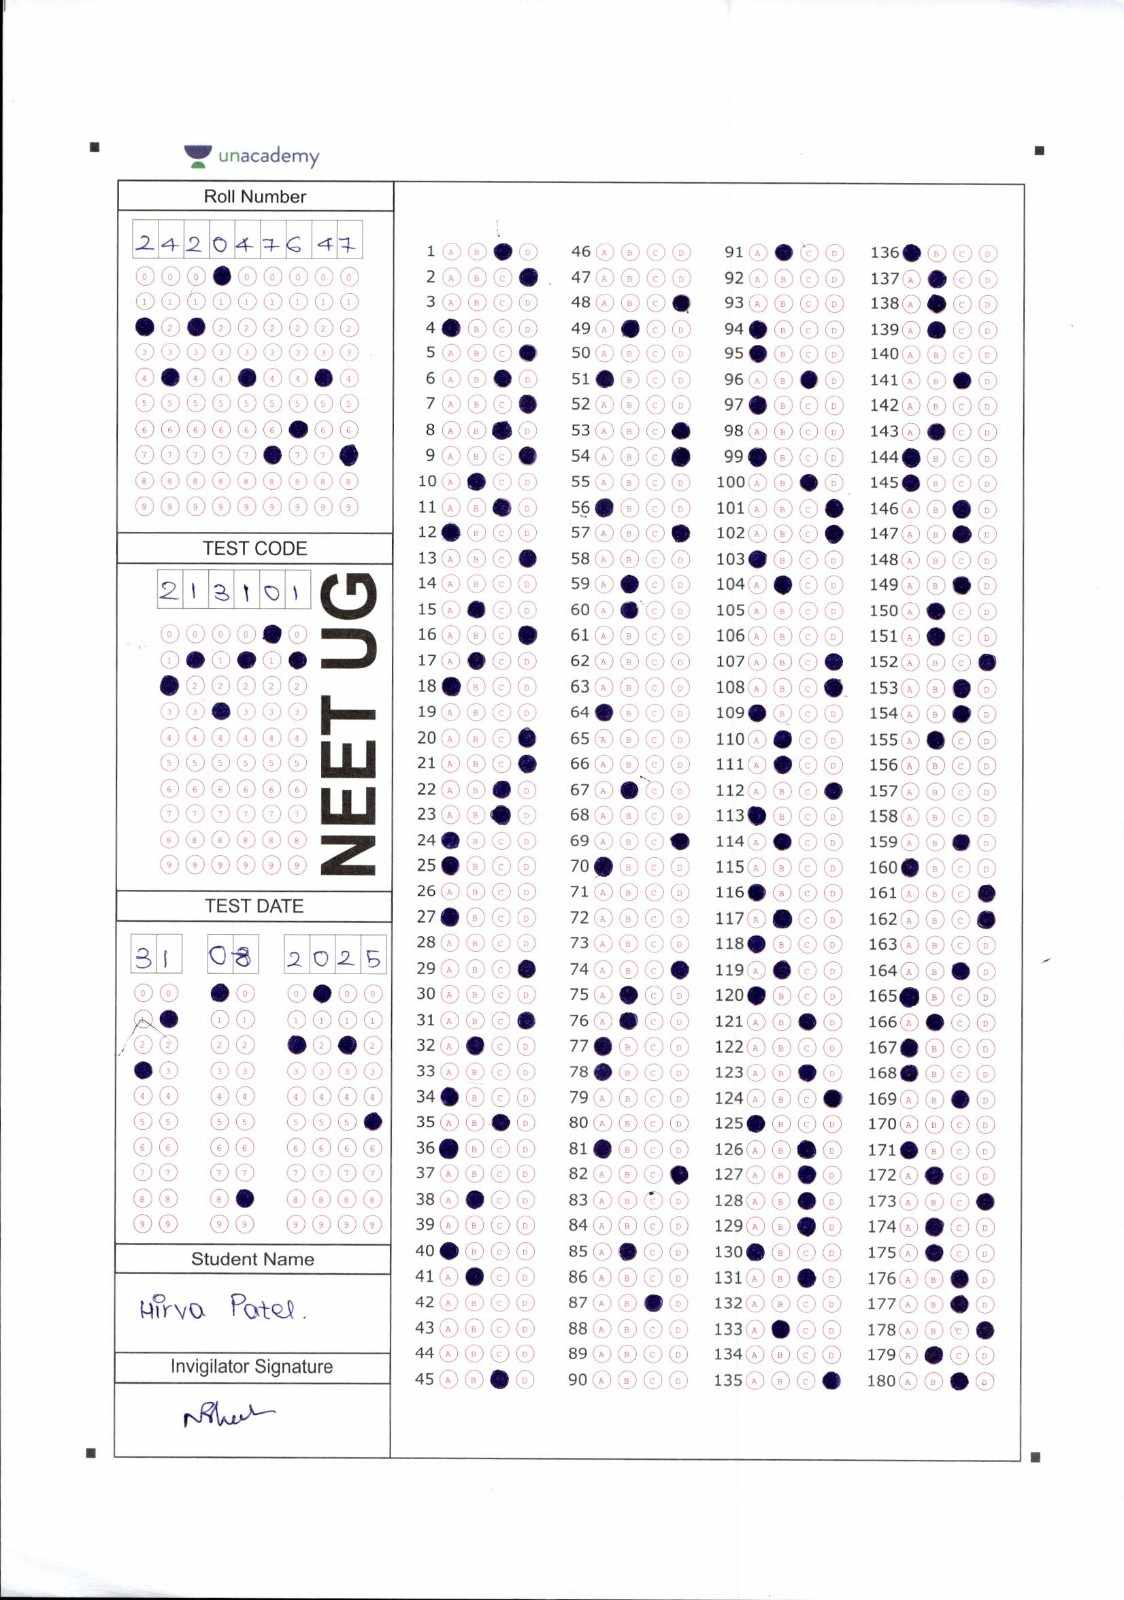 unacademy
Roll Number
2 4 2 0 4 7 6 4 7
TEST CODE
2 1 3 1 0 1
NEET UG
TEST DATE
3 1 0 8 2 0 2 5
Student Name
Hirva Patel.
Invigilator Signature
1 A B D 46 A B C D 91 A C D 136 B C D
2 A B C 47 A B C D 92 A B C D 137 A C D
3 A B C D 48 A B C 93 A B C D 138 A C D
4 B C D 49 A C D 94 B C D 139 A C D
5 A B C 50 A B C D 95 B C D 140 A B C D
6 A B D 51 B C D 96 A B D 141 A B D
7 A B C 52 A B C D 97 B C D 142 A B C D
8 A B D 53 A B C 98 A B C D 143 A C D
9 A B C 54 A B C 99 B C D 144 B C D
10 A C D 55 A B C D 100 A B D 145 B C D
11 A B D 56 B C D 101 A B C 146 A B D
12 B C D 57 A B C 102 A B C 147 A B D
13 A B C 58 A B C D 103 B C D 148 A B C D
14 A B C D 59 A C D 104 A C D 149 A B D
15 A C D 60 A C D 105 A B C D 150 A C D
16 A B C 61 A B C D 106 A B C D 151 A C D
17 A C D 62 A B C D 107 A B C 152 A B C
18 B C D 63 A B C D 108 A B C 153 A B D
19 A B C D 64 B C D 109 B C D 154 A B D
20 A B C 65 A B C D 110 A C D 155 A C D
21 A B C 66 A B C D 111 A C D 156 A B C D
22 A B D 67 A C D 112 A B C 157 A B C D
23 A B D 68 A B C D 113 B C D 158 A B C D
24 B C D 69 A B C 114 A C D 159 A B D
25 B C D 70 B C D 115 A B C D 160 B C D
26 A B C D 71 A B C D 116 B C D 161 A B C
27 B C D 72 A B C D 117 A C D 162 A B C
28 A B C D 73 A B C D 118 B C D 163 A B C D
29 A B C 74 A B C 119 A C D 164 A B D
30 A B C D 75 A C D 120 B C D 165 B C D
31 A B C 76 A C D 121 A B D 166 A C D
32 A C D 77 B C D 122 A B C D 167 B C D
33 A B C D 78 B C D 123 A B D 168 B C D
34 B C D 79 A B C D 124 A B C 169 A B D
35 A B D 80 A B C D 125 B C D 170 A B C D
36 B C D 81 B C D 126 A B D 171 B C D
37 A B C D 82 A B C 127 A B D 172 A C D
38 A C D 83 A B C D 128 A B D 173 A B C
39 A B C D 84 A B C D 129 A B D 174 A C D
40 B C D 85 A C D 130 B C D 175 A C D
41 A C D 86 A B C D 131 A B D 176 A B D
42 A B C D 87 A B D 132 A B C D 177 A B D
43 A B C D 88 A B C D 133 A C D 178 A B C
44 A B C D 89 A B C D 134 A B C D 179 A C D
45 A B D 90 A B C D 135 A B C 180 A B D